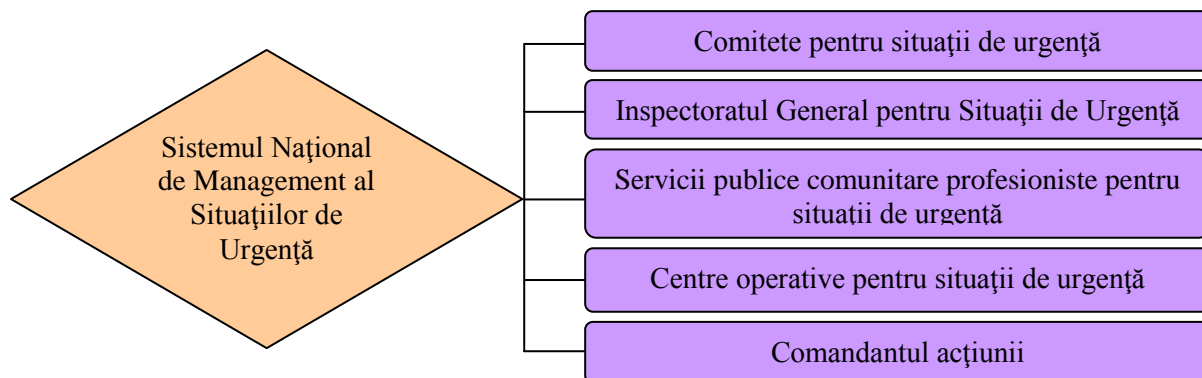 Sistemul Naţional
de Management al
Situaţiilor de
Urgenţă
Comitete pentru situaţii de urgenţă
Inspectoratul General pentru Situaţii de Urgenţă
Servicii publice comunitare profesioniste pentru
situaţii de urgenţă
Centre operative pentru situaţii de urgenţă
Comandantul acţiunii